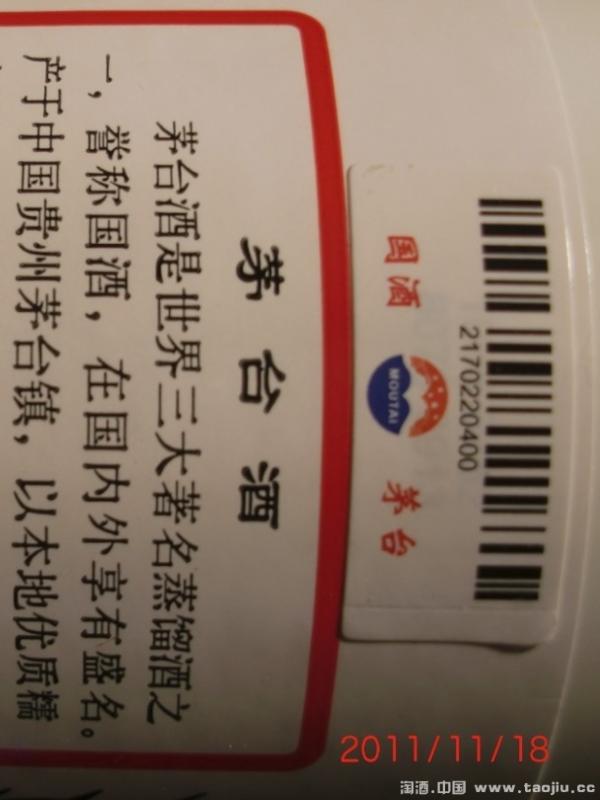 2170220400
国酒 MOUTAI 茅台
茅台酒
茅台酒是世界三大著名蒸馏酒之
一，誉称国酒，在国内外享有盛名。
产于中国贵州茅台镇，以本地优质糯
2011/11/18
淘酒.中国 www.taojiu.cc